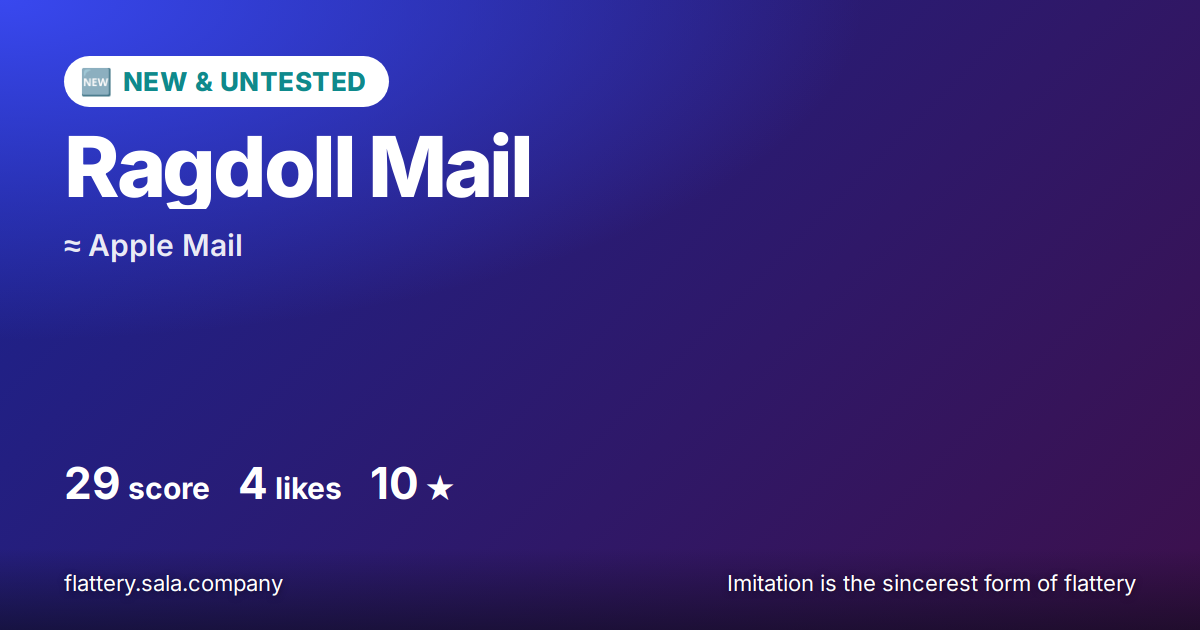 🆕 NEW & UNTESTED
Ragdoll Mail
≈ Apple Mail
29 score 4 likes 10 ★
flattery.sala.company
Imitation is the sincerest form of flattery